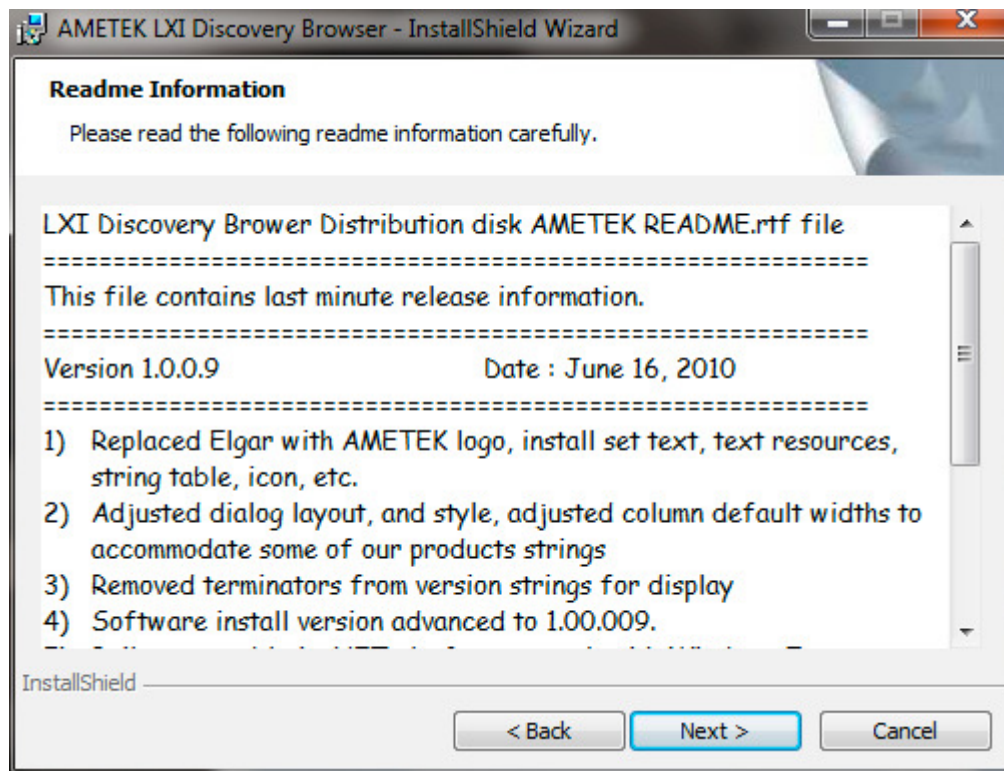 AMETEK LXI Discovery Browser - InstallShield Wizard
Readme Information
Please read the following readme information carefully.
LXI Discovery Brower Distribution disk AMETEK README.rtf file
===========================================================
This file contains last minute release information.
===========================================================
Version 1.0.0.9 Date : June 16, 2010
===========================================================
1) Replaced Elgar with AMETEK logo, install set text, text resources,
string table, icon, etc.
2) Adjusted dialog layout, and style, adjusted column default widths to
accommodate some of our products strings
3) Removed terminators from version strings for display
4) Software install version advanced to 1.00.009.
InstallShield
< Back Next > Cancel